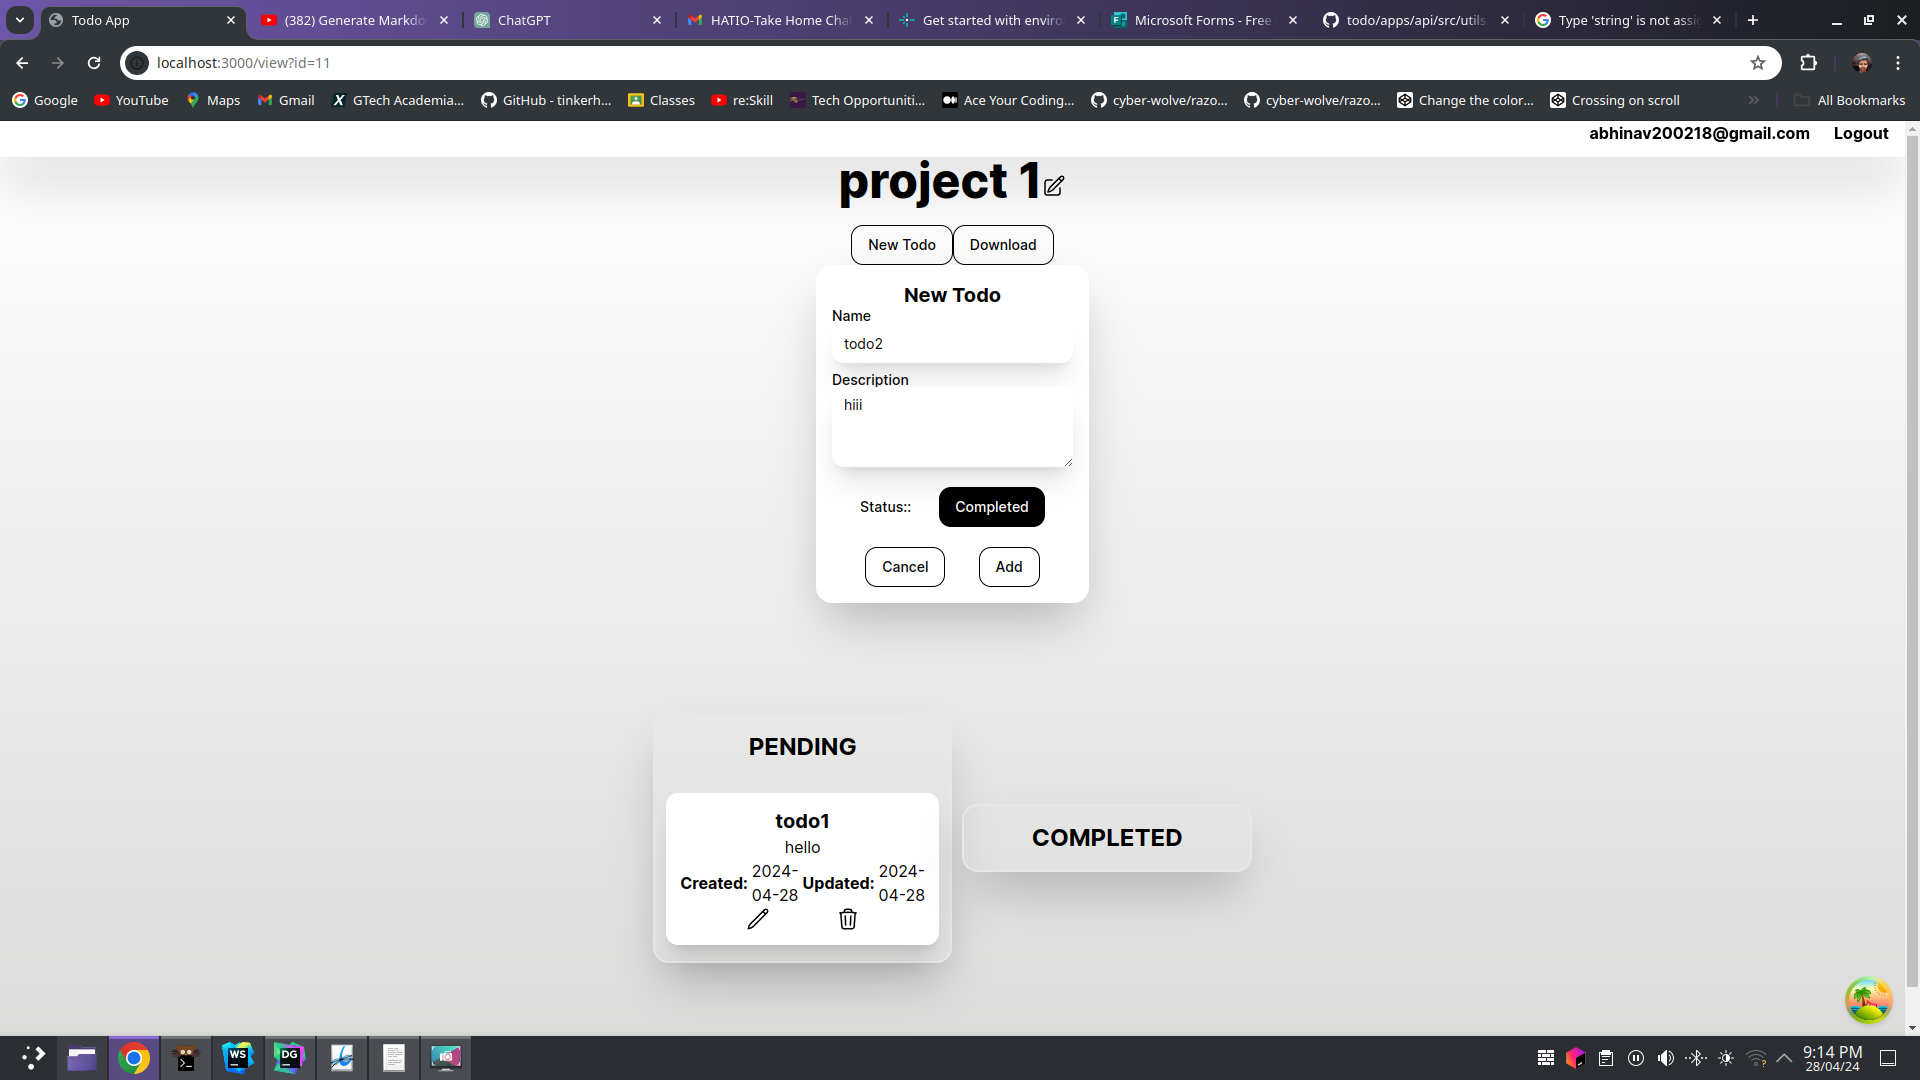 Todo App
(382) Generate Markdo
ChatGPT
HATIO-Take Home Cha
Get started with enviro
Microsoft Forms - Free
todo/apps/api/src/utils
Type 'string' is not assi
localhost:3000/view?id=11
Google
YouTube
Maps
Gmail
GTech Academia...
GitHub - tinkerh...
Classes
re:Skill
Tech Opportuniti...
Ace Your Coding...
cyber-wolve/razo...
cyber-wolve/razo...
Change the color...
Crossing on scroll
All Bookmarks
abhinav200218@gmail.com
Logout
project 1
New Todo
Download
New Todo
Name
todo2
Description
hiii
Status::
Completed
Cancel
Add
PENDING
todo1
hello
Created: 2024-04-28 Updated: 2024-04-28
COMPLETED
WS
DG
9:14 PM
28/04/24